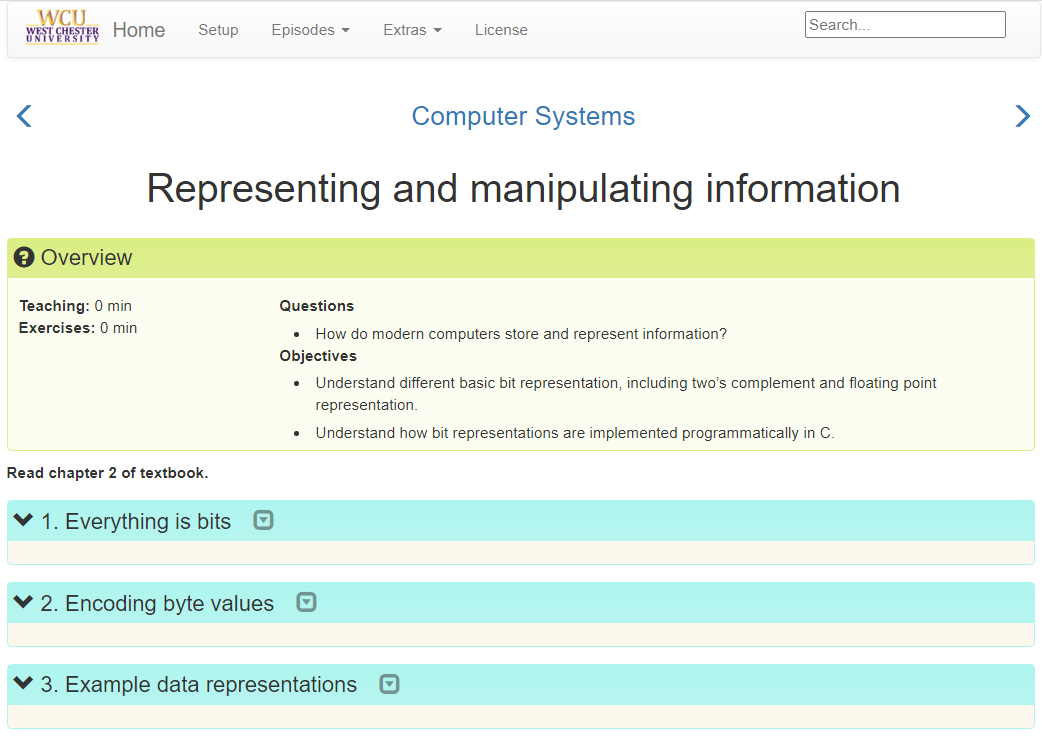 WCU
WEST CHESTER
UNIVERSITY
Home Setup Episodes Extras License Search...
Computer Systems
Representing and manipulating information
Overview
Teaching: 0 min
Exercises: 0 min
Questions
How do modern computers store and represent information?
Objectives
Understand different basic bit representation, including two’s complement and floating point
representation.
Understand how bit representations are implemented programmatically in C.
Read chapter 2 of textbook.
1. Everything is bits
2. Encoding byte values
3. Example data representations